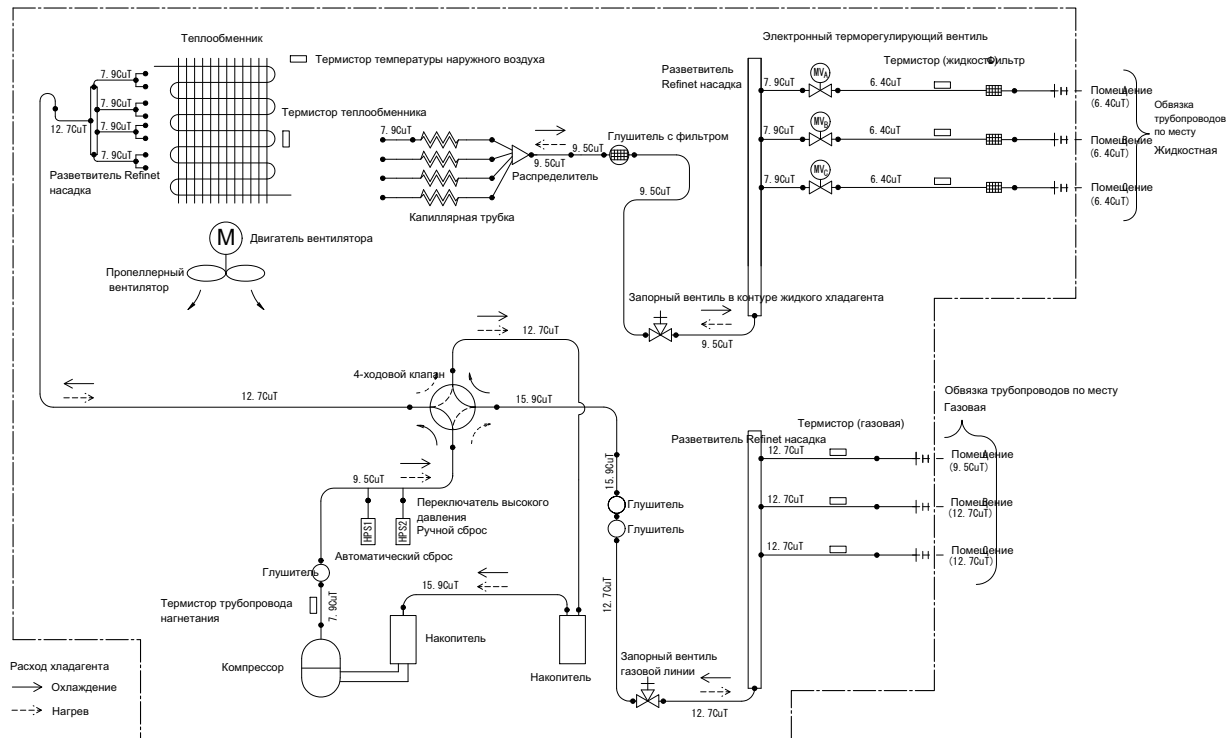 Теплообменник
Термистор температуры наружного воздуха
7.9CuT
7.9CuT
7.9CuT
7.9CuT
12.7CuT
Разветвитель Refinet
насадка
Термистор теплообменника
7.9CuT
Капиллярная трубка
Распределитель
9.5CuT
9.5CuT
Глушитель с фильтром
9.5CuT
M
Двигатель вентилятора
Пропеллерный
вентилятор
Электронный терморегулирующий вентиль
Разветвитель
Refinet насадка
Термистор (жидкость)
фильтр
7.9CuT
MVA
6.4CuT
Помещение A
(6.4CuT)
7.9CuT
MVB
6.4CuT
Помещение B
(6.4CuT)
7.9CuT
MVC
6.4CuT
Помещение C
(6.4CuT)
Обвязка
трубопроводов
по месту
Жидкостная
Запорный вентиль в контуре жидкого хладагента
9.5CuT
12.7CuT
4-ходовой клапан
12.7CuT
15.9CuT
9.5CuT
HPS1
HPS2
Переключатель высокого
давления
Ручной сброс
Автоматический сброс
15.9CuT
Глушитель
Глушитель
12.7CuT
Глушитель
Термистор трубопровода
нагнетания
7.9CuT
15.9CuT
Накопитель
Накопитель
Компрессор
Запорный вентиль
газовой линии
12.7CuT
Обвязка трубопроводов по месту
Газовая
Термистор (газовая)
Разветвитель Refinet насадка
12.7CuT
Помещение A
(9.5CuT)
12.7CuT
Помещение B
(12.7CuT)
12.7CuT
Помещение C
(12.7CuT)
Расход хладагента
Охлаждение
Нагрев